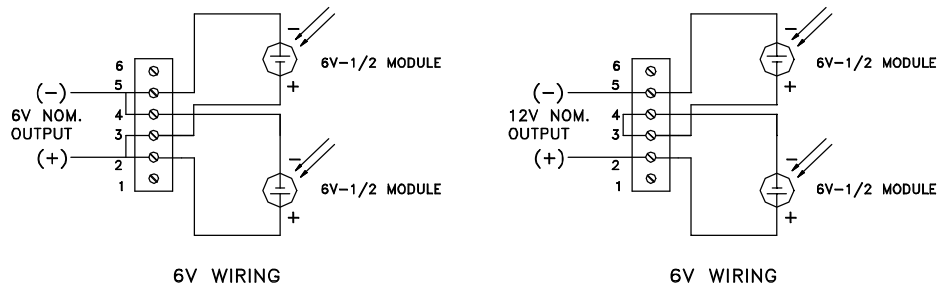 6
5
4
3
2
1
(-)
6V NOM.
OUTPUT
(+)
-
6V-1/2 MODULE
+
-
6V-1/2 MODULE
+
6V WIRING
6
5
4
3
2
1
(-)
12V NOM.
OUTPUT
(+)
-
6V-1/2 MODULE
+
-
6V-1/2 MODULE
+
6V WIRING